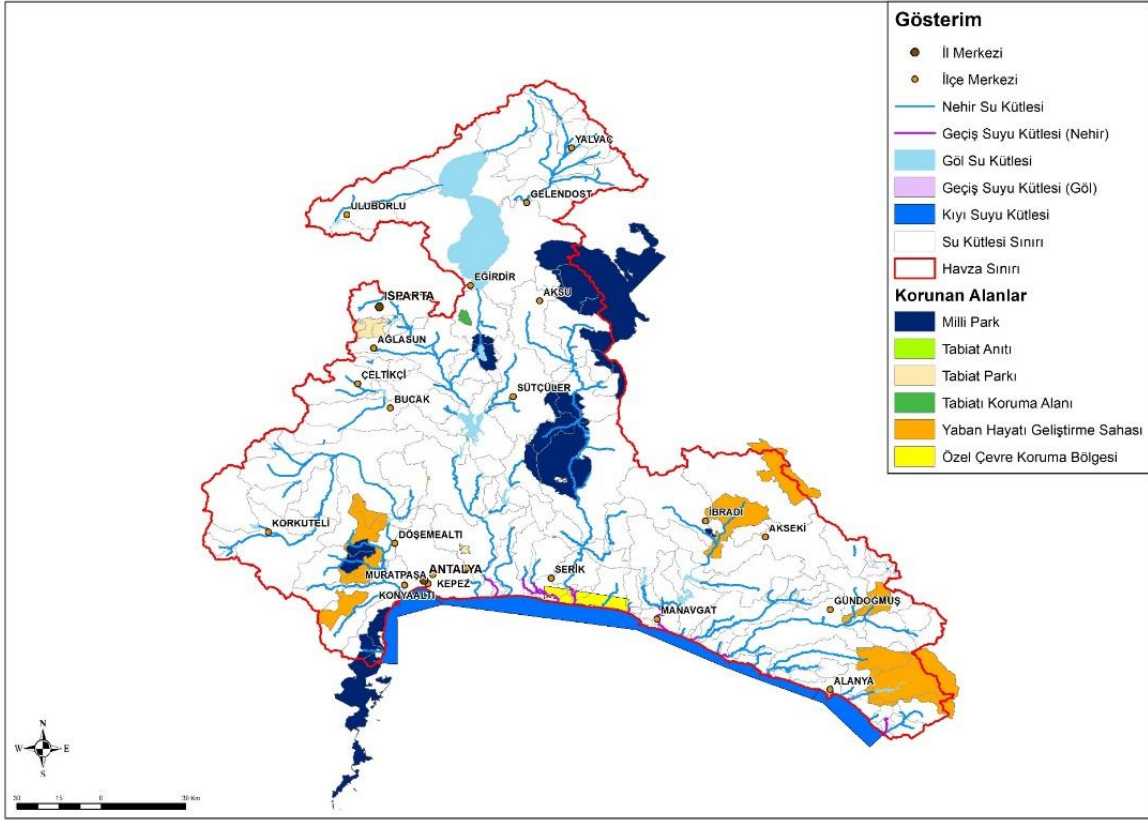 Gösterim
İl Merkezi
İlçe Merkezi
Nehir Su Kütlesi
Geçiş Suyu Kütlesi (Nehir)
Göl Su Kütlesi
Geçiş Suyu Kütlesi (Göl)
Kıyı Suyu Kütlesi
Su Kütlesi Sınırı
Havza Sınırı
Korunan Alanlar
Milli Park
Tabiat Anıtı
Tabiat Parkı
Tabiatı Koruma Alanı
Yaban Hayatı Geliştirme Sahası
Özel Çevre Koruma Bölgesi
YALVAÇ
GELENDOST
ULUBORLU
EĞİRDİR
AKSU
ISPARTA
AĞLASUN
ÇELTİKÇİ
SÜTÇÜLER
BUCAK
İBRADI
AKSEKİ
KORKUTELİ
DÖŞEMEALTI
ANTALYA
SERİK
MURATPAŞA
KEPEZ
KONYAALTI
GÜNDOĞMUŞ
MANAVGAT
ALANYA
N
W E
S
30 15 0 30 Km